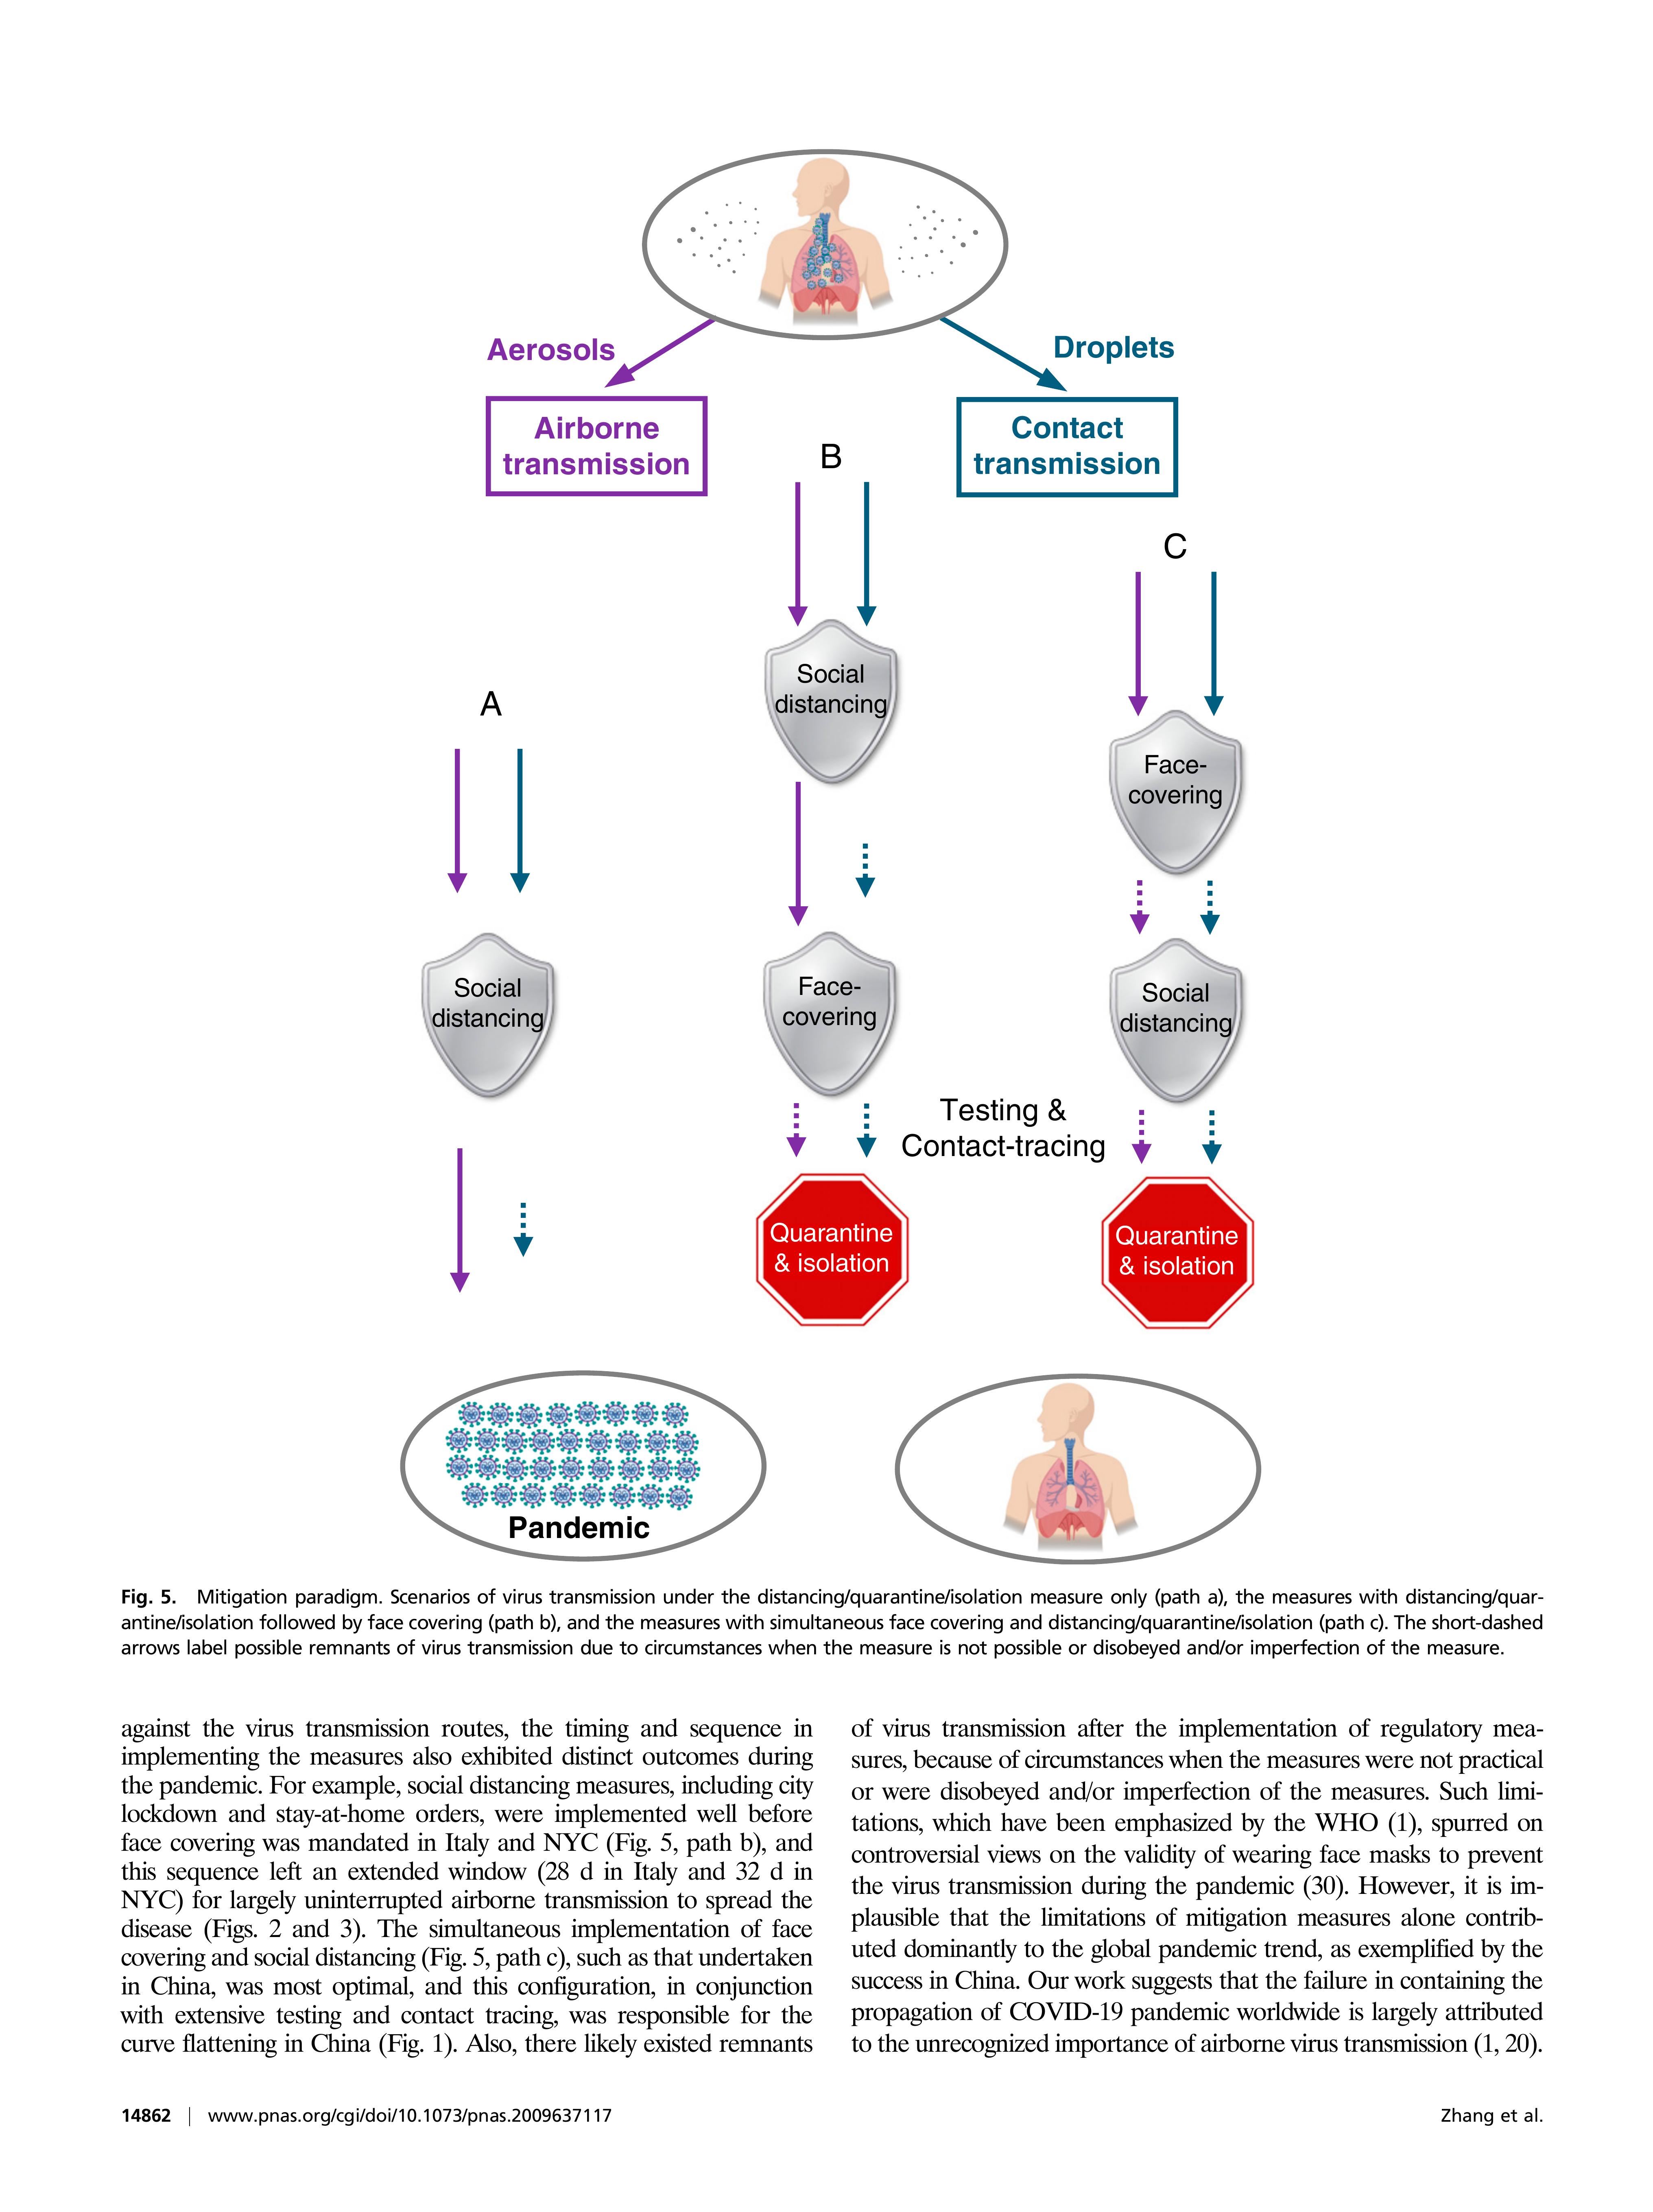 Aerosols
Droplets
Airborne
transmission
Contact
transmission
B
C
Social
distancing
A
Face-
covering
Social
distancing
Face-
covering
Social
distancing
Testing &
Contact-tracing
Quarantine
& isolation
Quarantine
& isolation
Pandemic
Fig. 5. Mitigation paradigm. Scenarios of virus transmission under the distancing/quarantine/isolation measure only (path a), the measures with distancing/quar-
antine/isolation followed by face covering (path b), and the measures with simultaneous face covering and distancing/quarantine/isolation (path c). The short-dashed
arrows label possible remnants of virus transmission due to circumstances when the measure is not possible or disobeyed and/or imperfection of the measure.
against the virus transmission routes, the timing and sequence in
implementing the measures also exhibited distinct outcomes during
the pandemic. For example, social distancing measures, including city
lockdown and stay-at-home orders, were implemented well before
face covering was mandated in Italy and NYC (Fig. 5, path b), and
this sequence left an extended window (28 d in Italy and 32 d in
NYC) for largely uninterrupted airborne transmission to spread the
disease (Figs. 2 and 3). The simultaneous implementation of face
covering and social distancing (Fig. 5, path c), such as that undertaken
in China, was most optimal, and this configuration, in conjunction
with extensive testing and contact tracing, was responsible for the
curve flattening in China (Fig. 1). Also, there likely existed remnants
of virus transmission after the implementation of regulatory mea-
sures, because of circumstances when the measures were not practical
or were disobeyed and/or imperfection of the measures. Such limi-
tations, which have been emphasized by the WHO (1), spurred on
controversial views on the validity of wearing face masks to prevent
the virus transmission during the pandemic (30). However, it is im-
plausible that the limitations of mitigation measures alone contrib-
uted dominantly to the global pandemic trend, as exemplified by the
success in China. Our work suggests that the failure in containing the
propagation of COVID-19 pandemic worldwide is largely attributed
to the unrecognized importance of airborne virus transmission (1, 20).
14862 | www.pnas.org/cgi/doi/10.1073/pnas.2009637117
Zhang et al.